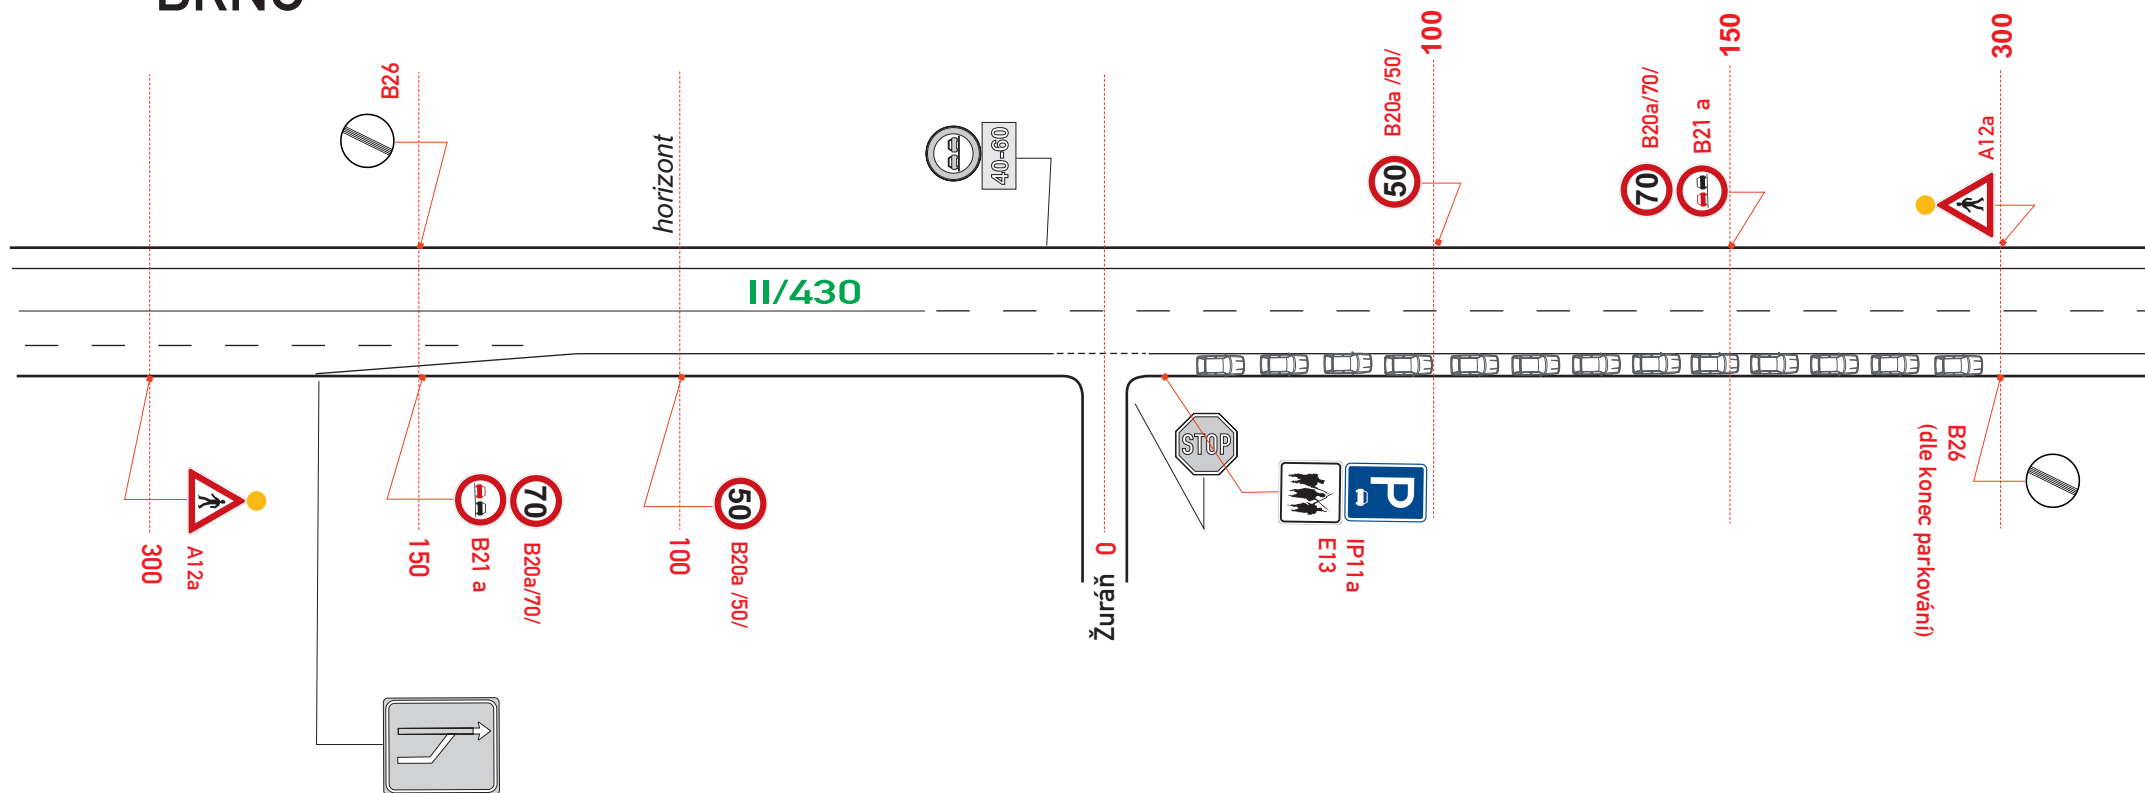 BRNO
B26
horizont
40-60
100
B20a /50/
50
150
B20a/70/
B21 a
70
300
A12a
II/430
300
A12a
150
B21 a
70
B20a/70/
100
50
B20a /50/
0
Žuráň
STOP
P
IP11a
E13
B26
(dle konec parkování)